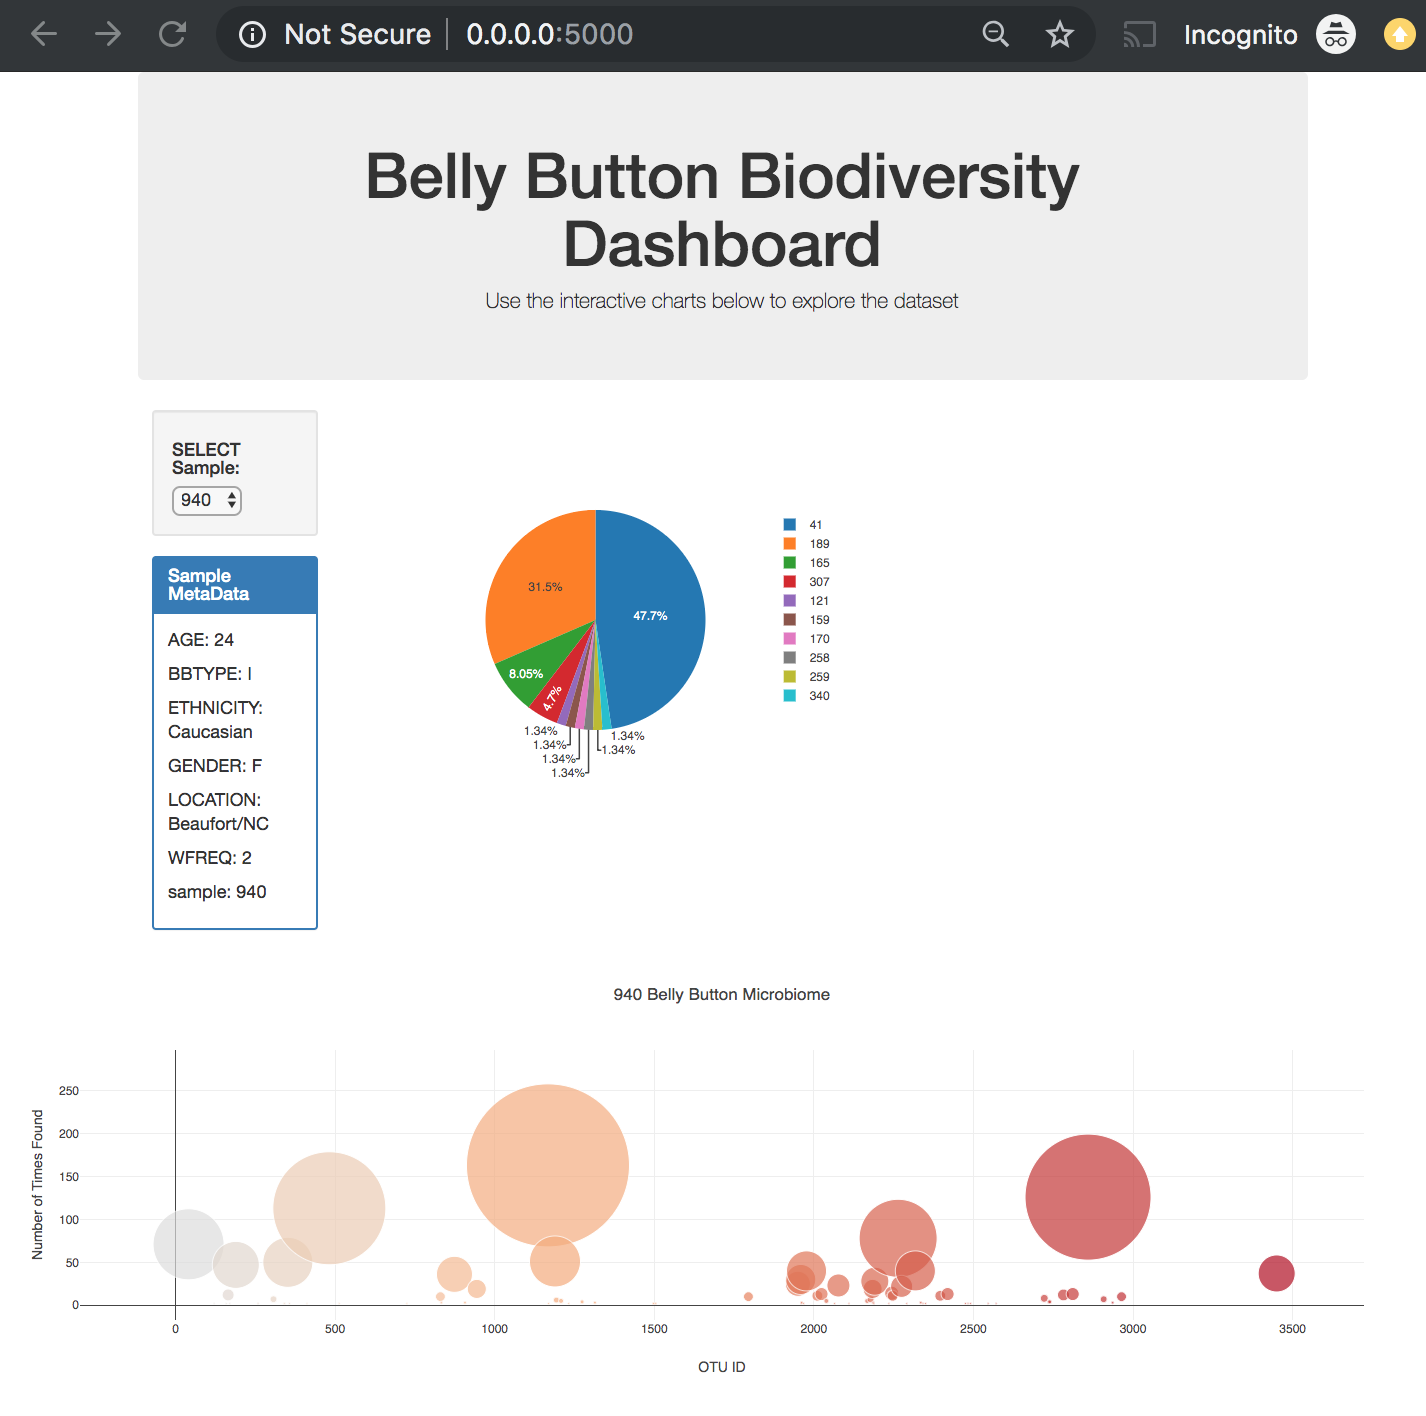 Not Secure
0.0.0.0:5000
Incognito
Belly Button Biodiversity
Dashboard
Use the interactive charts below to explore the dataset
SELECT
Sample:
940
Sample
MetaData
AGE: 24
BBTYPE: I
ETHNICITY:
Caucasian
GENDER: F
LOCATION:
Beaufort/NC
WFREQ: 2
sample: 940
47.7%
31.5%
8.05%
4.7%
1.34%
1.34%
1.34%
1.34%
1.34%
1.34%
41
189
165
307
121
159
170
258
259
340
940 Belly Button Microbiome
Number of Times Found
250
200
150
100
50
0
0
500
1000
1500
2000
2500
3000
3500
OTU ID